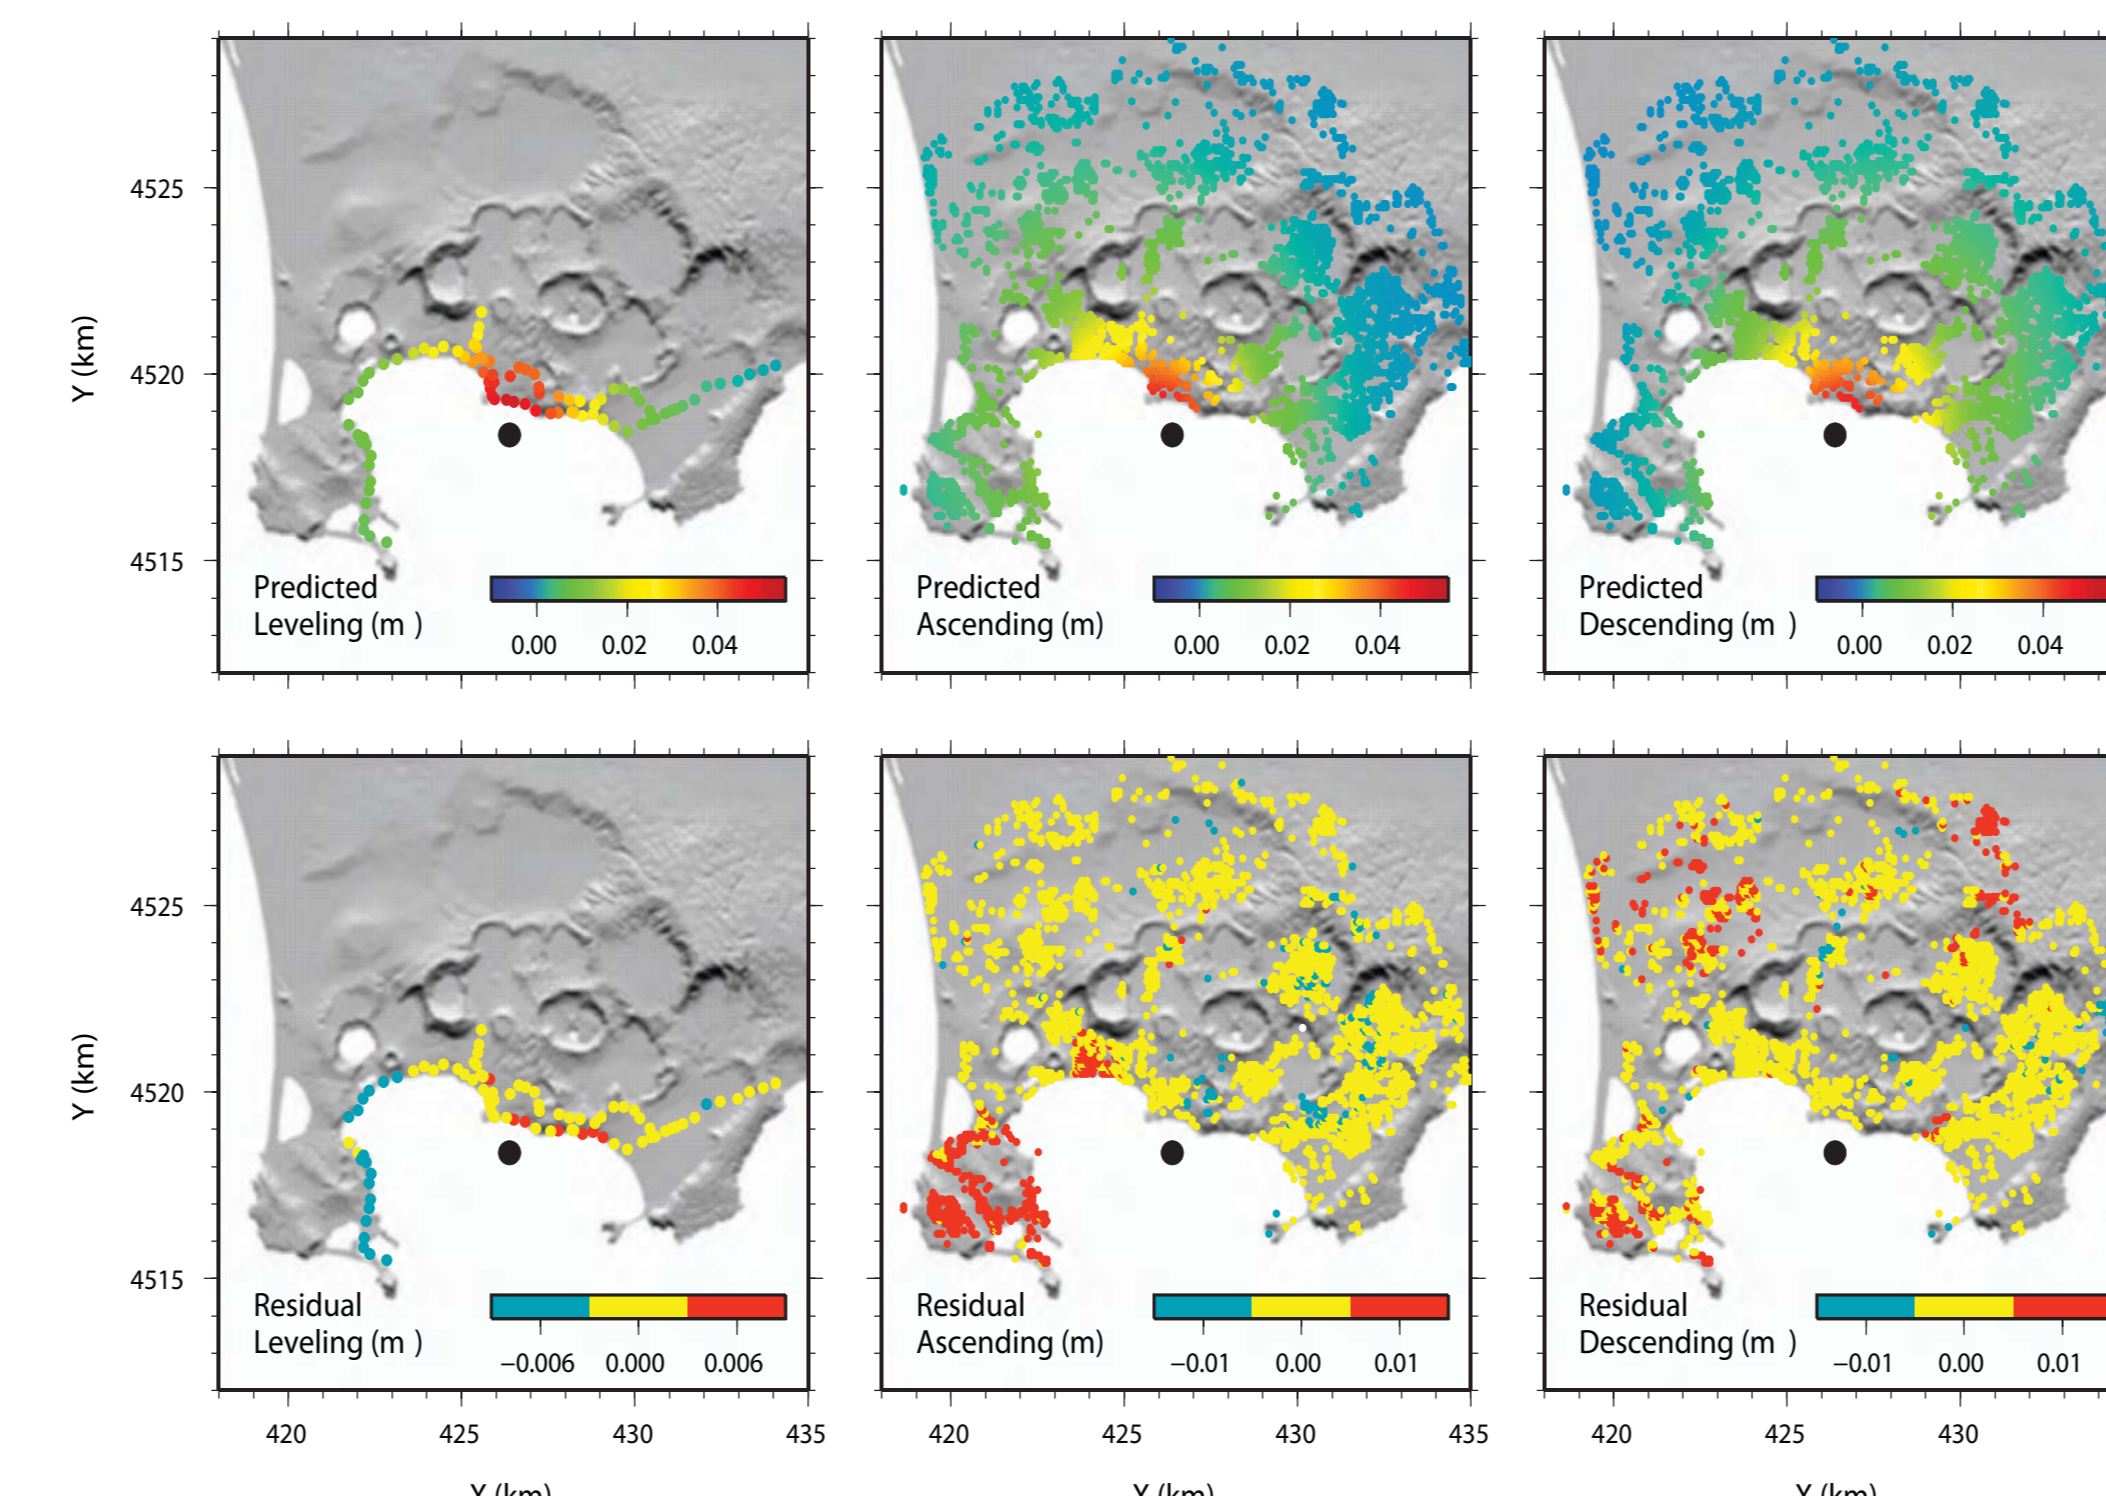 4525
4520
4515
Y (km)
Predicted
Leveling (m )
0.00 0.02 0.04
Predicted
Ascending (m)
0.00 0.02 0.04
Predicted
Descending (m )
0.00 0.02 0.04
4525
4520
4515
Y (km)
Residual
Leveling (m )
−0.006 0.000 0.006
Residual
Ascending (m)
−0.01 0.00 0.01
Residual
Descending (m )
−0.01 0.00 0.01
420 425 430 435
420 425 430 435
420 425 430